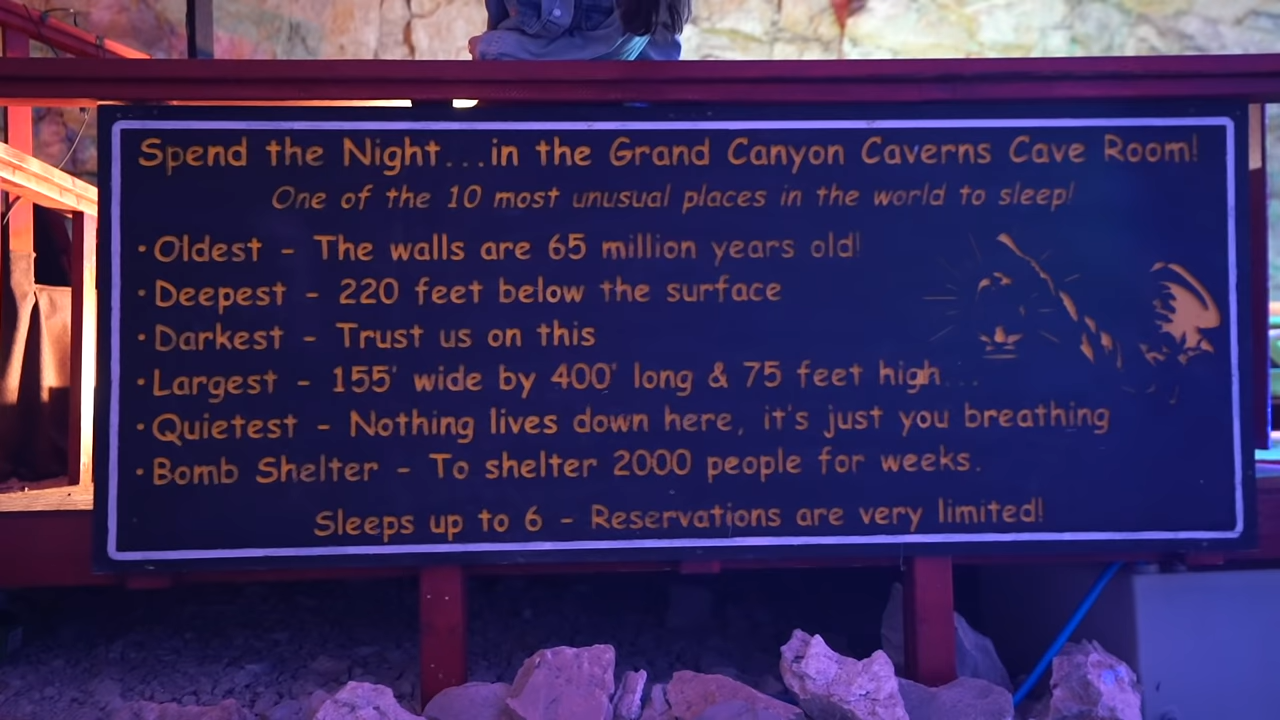 Spend the Night...in the Grand Canyon Caverns Cave Room!
One of the 10 most unusual places in the world to sleep!
•Oldest - The walls are 65 million years old!
•Deepest - 220 feet below the surface
•Darkest - Trust us on this
•Largest - 155' wide by 400' long & 75 feet high...
•Quietest - Nothing lives down here, it's just you breathing
•Bomb Shelter - To shelter 2000 people for weeks.
Sleeps up to 6 - Reservations are very limited!